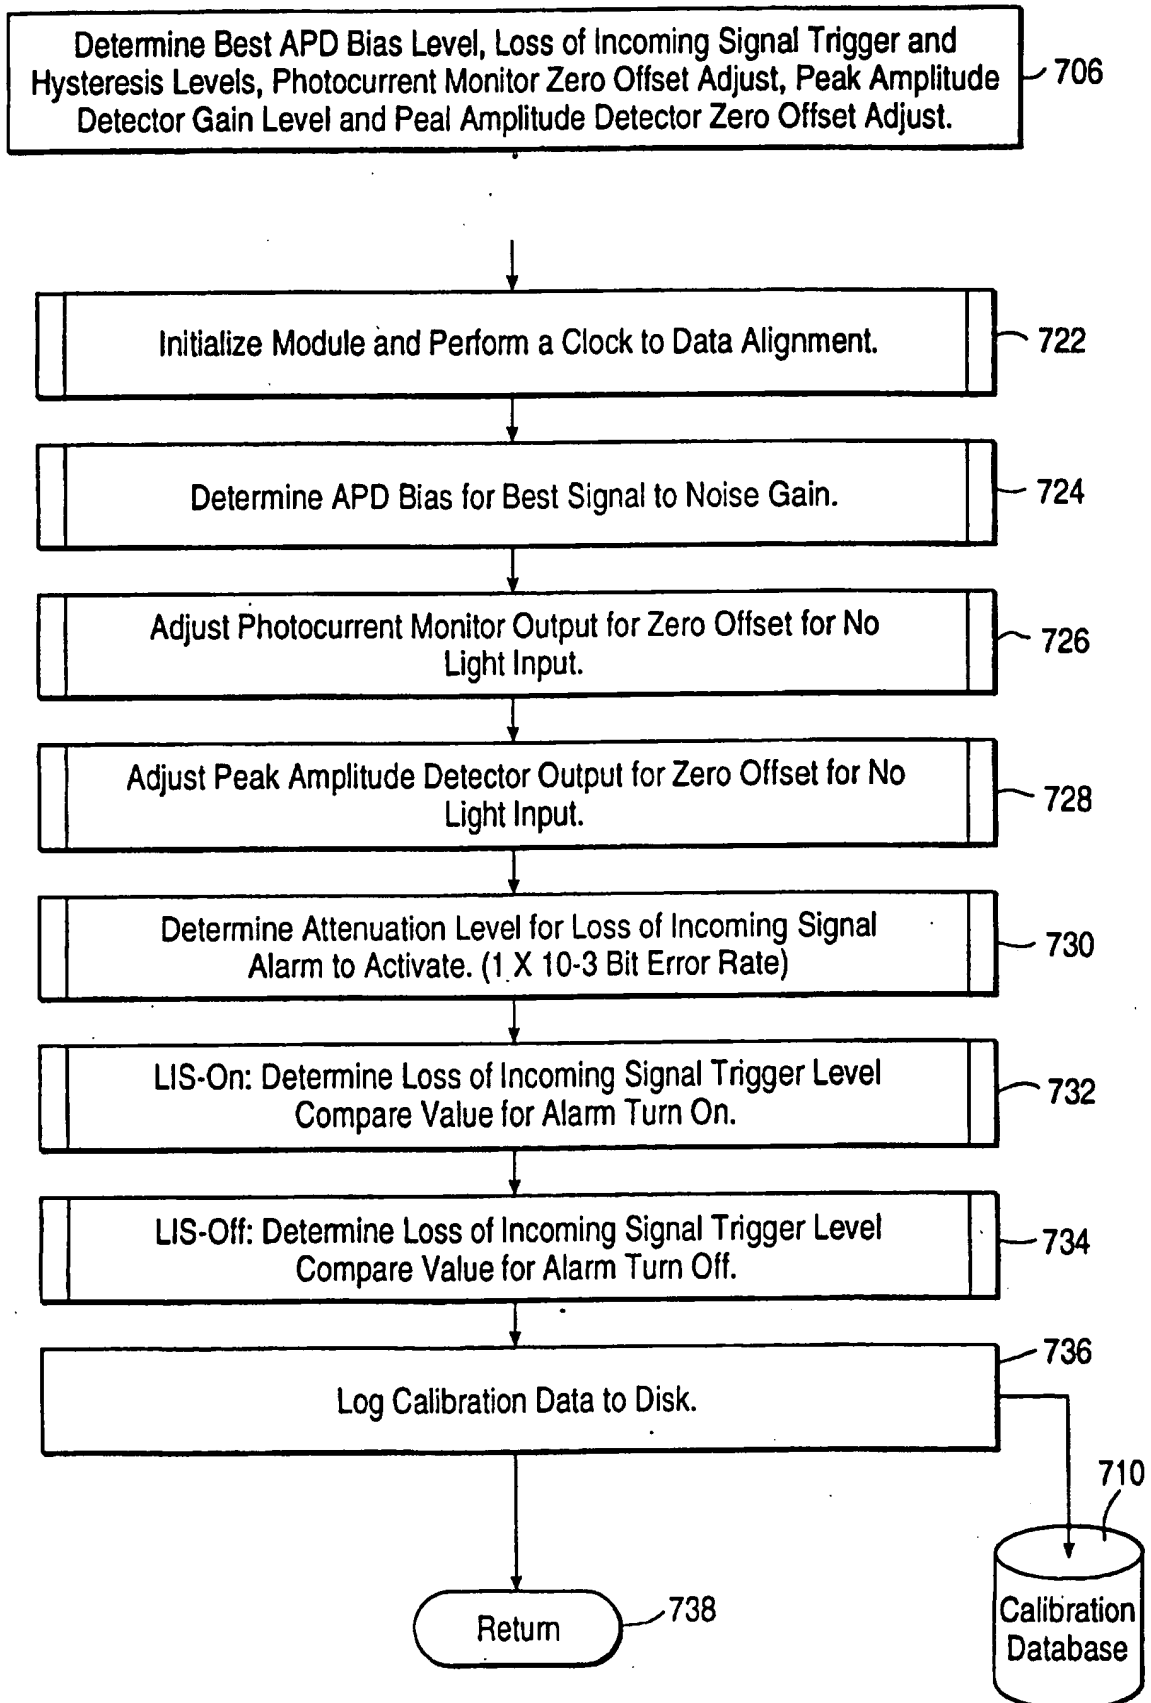 Determine Best APD Bias Level, Loss of Incoming Signal Trigger and
Hysteresis Levels, Photocurrent Monitor Zero Offset Adjust, Peak Amplitude
Detector Gain Level and Peal Amplitude Detector Zero Offset Adjust.
706
Initialize Module and Perform a Clock to Data Alignment.
722
Determine APD Bias for Best Signal to Noise Gain.
724
Adjust Photocurrent Monitor Output for Zero Offset for No
Light Input.
726
Adjust Peak Amplitude Detector Output for Zero Offset for No
Light Input.
728
Determine Attenuation Level for Loss of Incoming Signal
Alarm to Activate. (1 X 10-3 Bit Error Rate)
730
LIS-On: Determine Loss of Incoming Signal Trigger Level
Compare Value for Alarm Turn On.
732
LIS-Off: Determine Loss of Incoming Signal Trigger Level
Compare Value for Alarm Turn Off.
734
Log Calibration Data to Disk.
736
710
Calibration
Database
Return
738